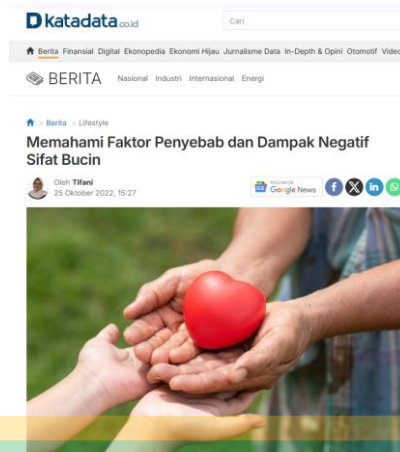 katadata.co.id
Cari
Berita Finansial Digital Ekonopedia Ekonomi Hijau Jurnalisme Data In-Depth & Opini Otomotif Video
BERITA Nasional Industri Internasional Energi
> Berita > Lifestyle
Memahami Faktor Penyebab dan Dampak Negatif
Sifat Bucin
Oleh Tifani
25 Oktober 2022, 15:27
FOLLOW ON
Google News